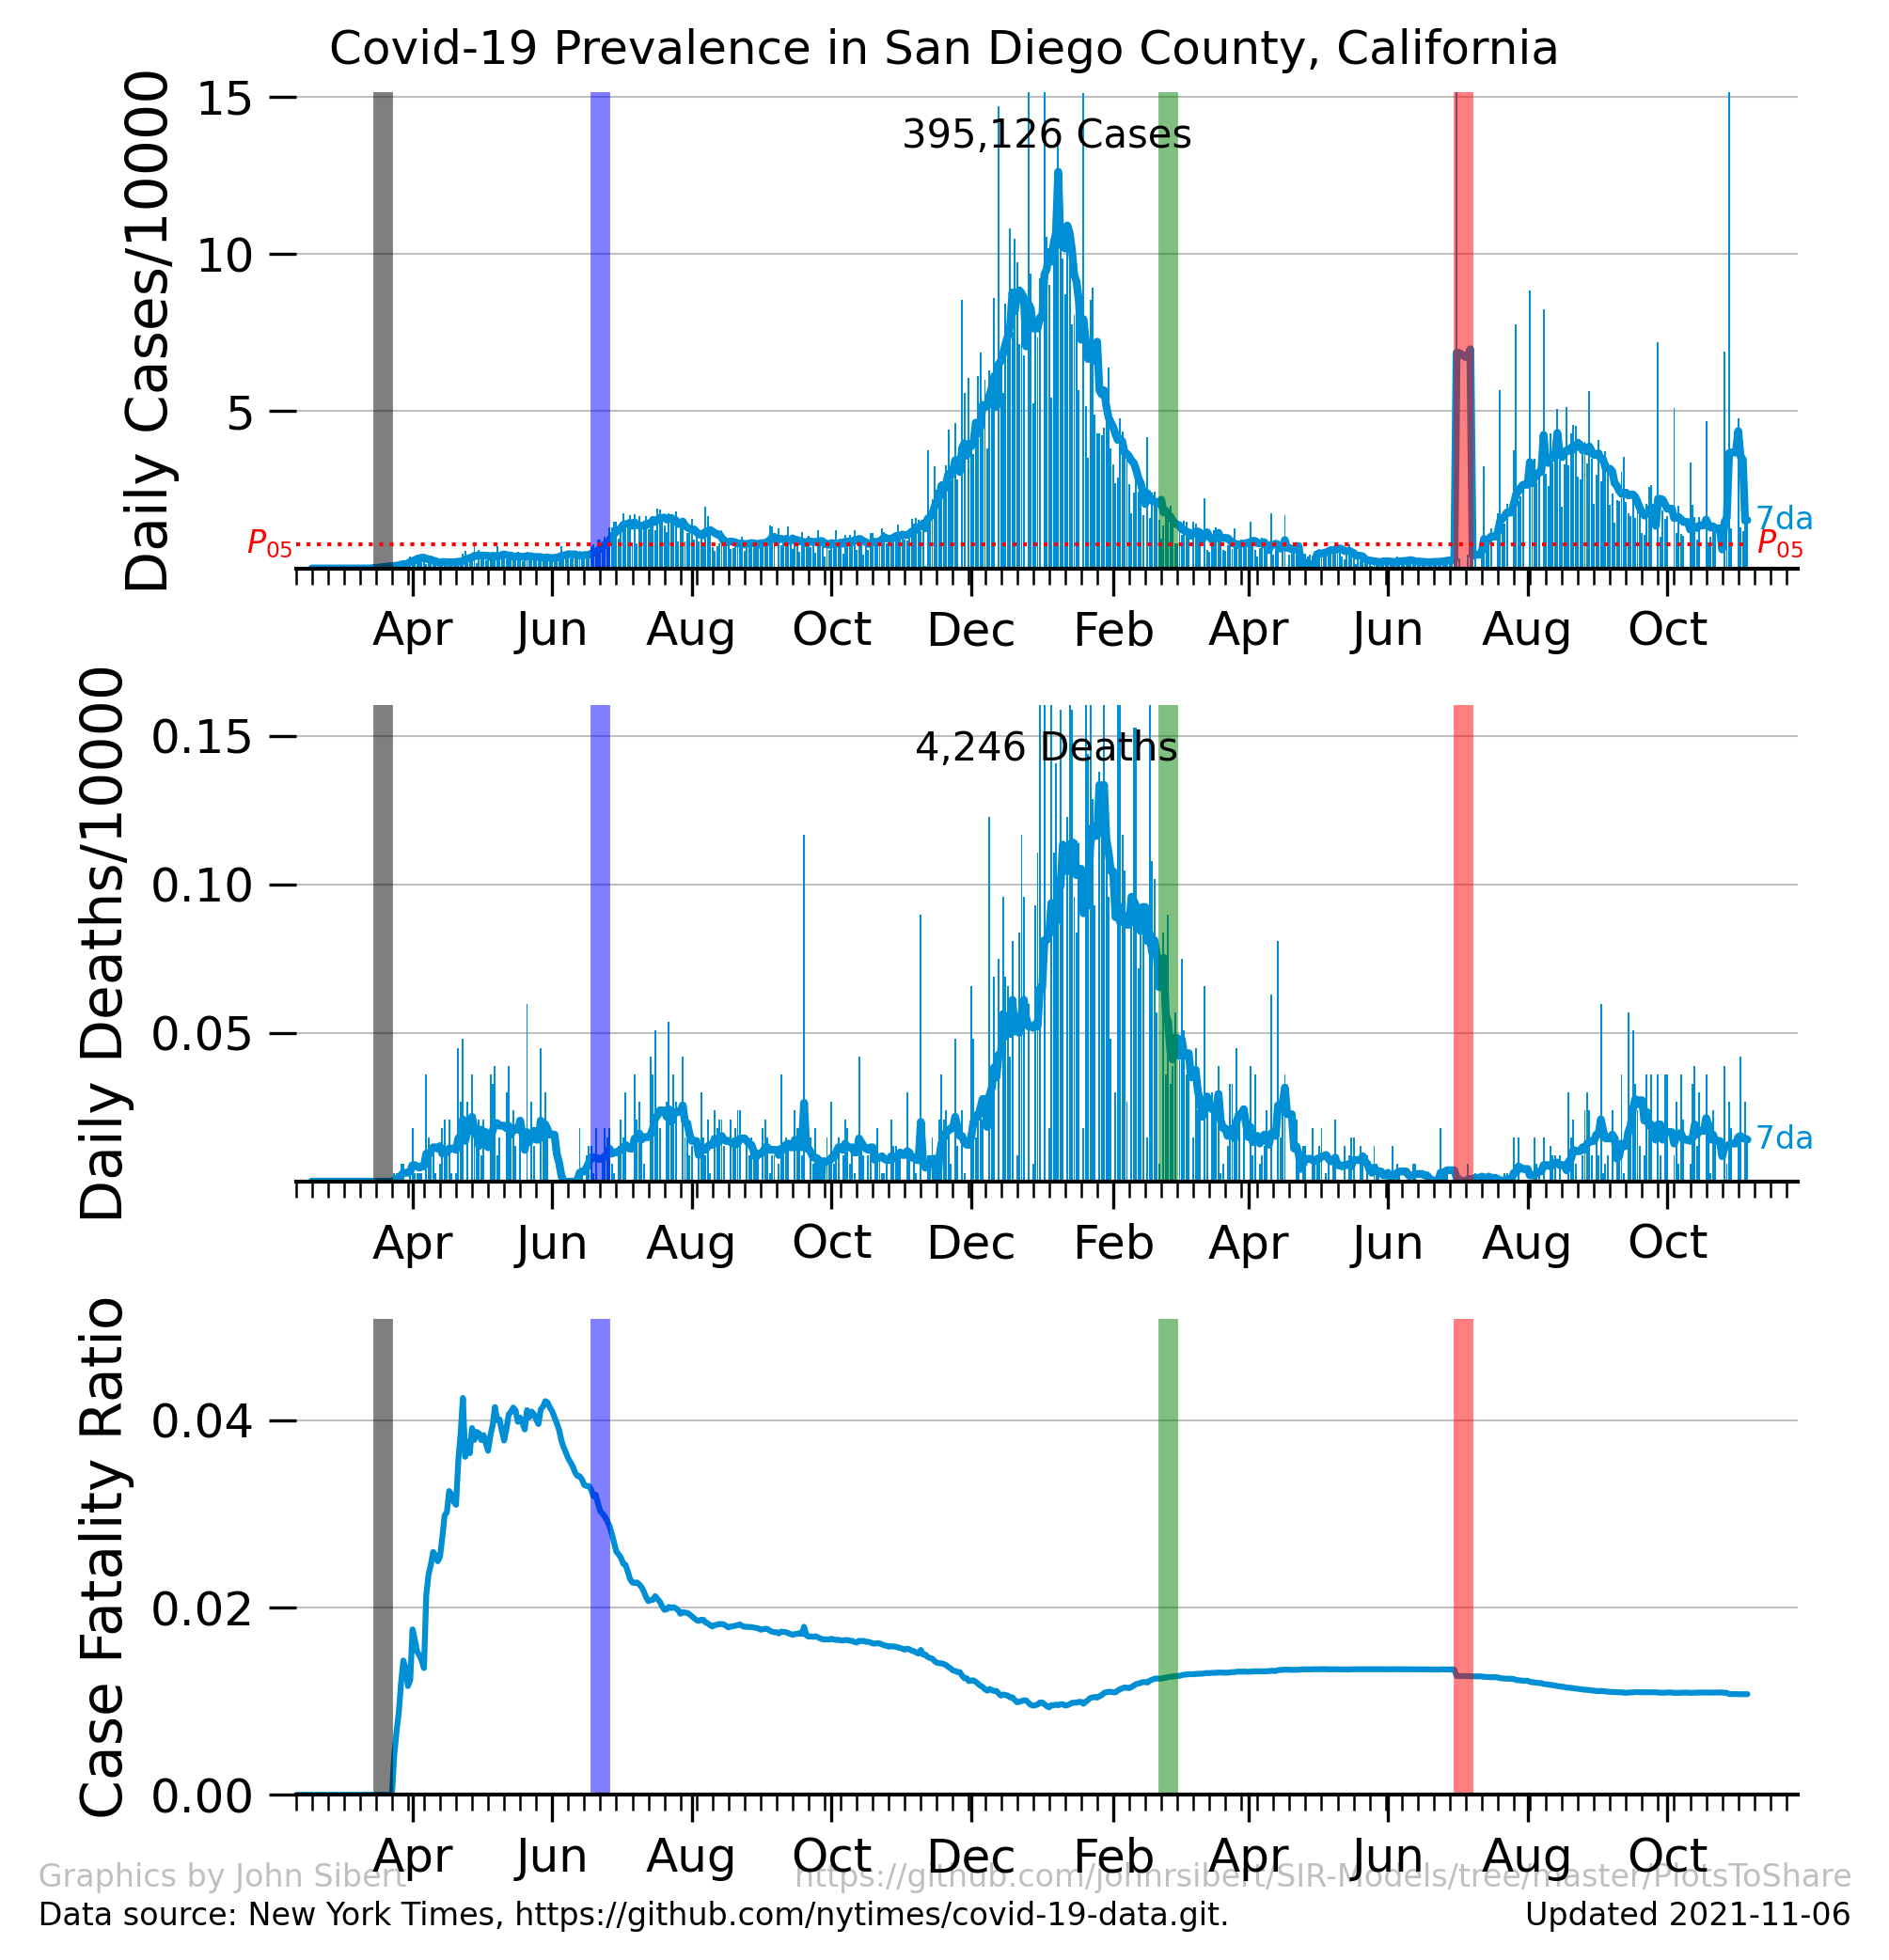 Covid-19 Prevalence in San Diego County, California
Daily Cases/10000
15
10
5
395,126 Cases
7da
P05
P05
Apr Jun Aug Oct Dec Feb Apr Jun Aug Oct
Daily Deaths/10000
0.15
0.10
0.05
4,246 Deaths
7da
Apr Jun Aug Oct Dec Feb Apr Jun Aug Oct
Case Fatality Ratio
0.04
0.02
0.00
Apr Jun Aug Oct Dec Feb Apr Jun Aug Oct
Graphics by John Sibert https://github.com/johnrsibert/SIR-Models/tree/master/PlotsToShare
Data source: New York Times, https://github.com/nytimes/covid-19-data.git. Updated 2021-11-06